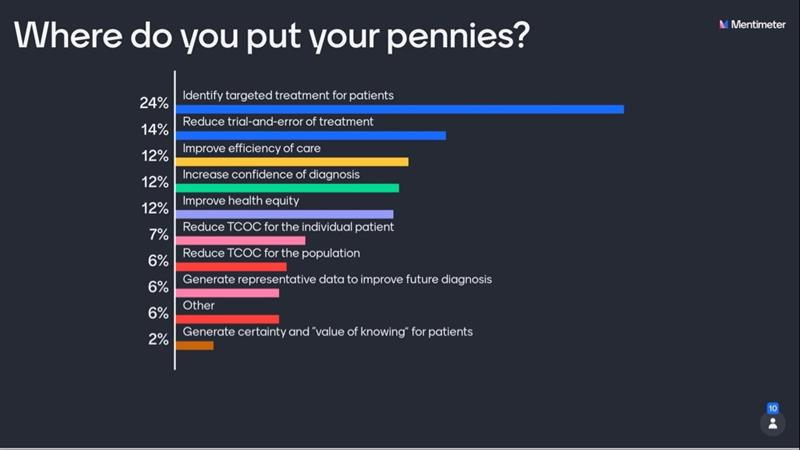 Where do you put your pennies?
Mentimeter
24%
Identify targeted treatment for patients
14%
Reduce trial-and-error of treatment
12%
Improve efficiency of care
12%
Increase confidence of diagnosis
12%
Improve health equity
7%
Reduce TCOC for the individual patient
6%
Reduce TCOC for the population
6%
Generate representative data to improve future diagnosis
6%
Other
2%
Generate certainty and "value of knowing" for patients
10